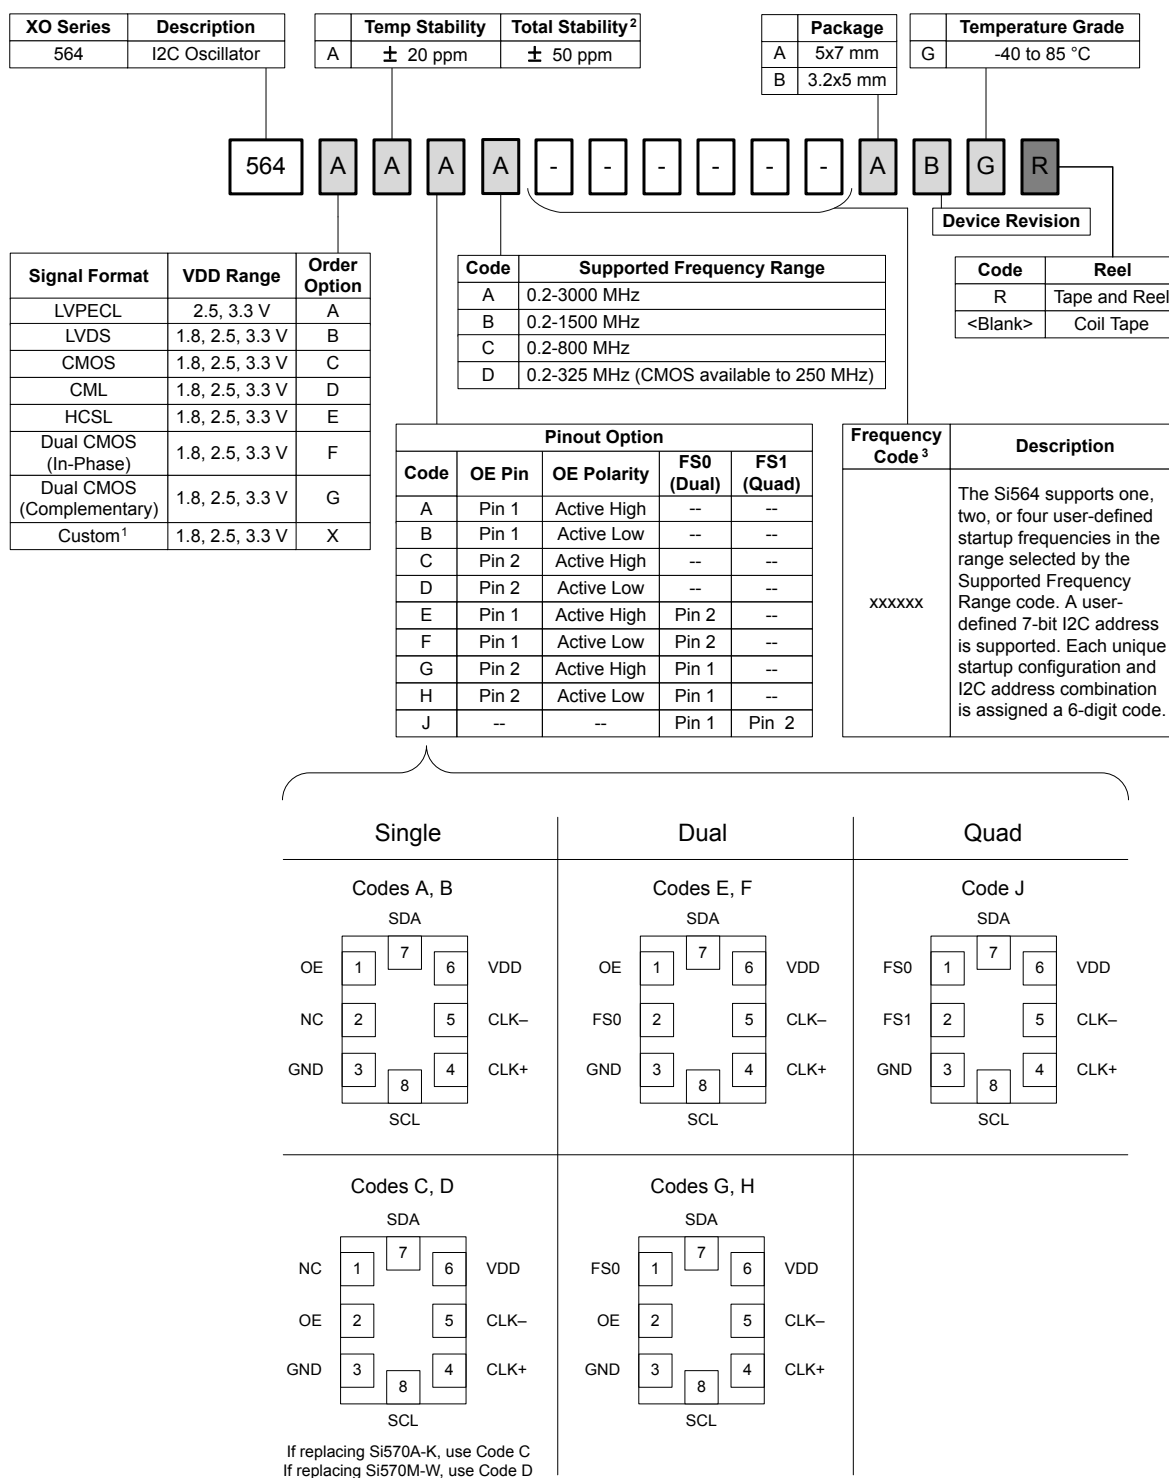 XO Series Description
564 I2C Oscillator
Temp Stability Total Stability 2
A ± 20 ppm ± 50 ppm
Package
A 5x7 mm
B 3.2x5 mm
Temperature Grade
G -40 to 85 °C
564 A A A A - - - - - - A B G R
Device Revision
Signal Format VDD Range Order Option
LVPECL 2.5, 3.3 V A
LVDS 1.8, 2.5, 3.3 V B
CMOS 1.8, 2.5, 3.3 V C
CML 1.8, 2.5, 3.3 V D
HCSL 1.8, 2.5, 3.3 V E
Dual CMOS (In-Phase) 1.8, 2.5, 3.3 V F
Dual CMOS (Complementary) 1.8, 2.5, 3.3 V G
Custom 1 1.8, 2.5, 3.3 V X
Code Supported Frequency Range
A 0.2-3000 MHz
B 0.2-1500 MHz
C 0.2-800 MHz
D 0.2-325 MHz (CMOS available to 250 MHz)
Code Reel
R Tape and Reel
<Blank> Coil Tape
Pinout Option
Code OE Pin OE Polarity FS0 (Dual) FS1 (Quad)
A Pin 1 Active High -- --
B Pin 1 Active Low -- --
C Pin 2 Active High -- --
D Pin 2 Active Low -- --
E Pin 1 Active High Pin 2 --
F Pin 1 Active Low Pin 2 --
G Pin 2 Active High Pin 1 --
H Pin 2 Active Low Pin 1 --
J -- -- Pin 1 Pin 2
Frequency Code 3 Description
xxxxxx
The Si564 supports one,
two, or four user-defined
startup frequencies in the
range selected by the
Supported Frequency
Range code. A user-
defined 7-bit I2C address
is supported. Each unique
startup configuration and
I2C address combination
is assigned a 6-digit code.
Single Dual Quad
Codes A, B
SDA
7
OE 1 6 VDD
NC 2 5 CLK–
GND 3 4 CLK+
8
SCL
Codes E, F
SDA
7
OE 1 6 VDD
FS0 2 5 CLK–
GND 3 4 CLK+
8
SCL
Code J
SDA
7
FS0 1 6 VDD
FS1 2 5 CLK–
GND 3 4 CLK+
8
SCL
Codes C, D
SDA
7
NC 1 6 VDD
OE 2 5 CLK–
GND 3 4 CLK+
8
SCL
If replacing Si570A-K, use Code C
If replacing Si570M-W, use Code D
Codes G, H
SDA
7
FS0 1 6 VDD
OE 2 5 CLK–
GND 3 4 CLK+
8
SCL